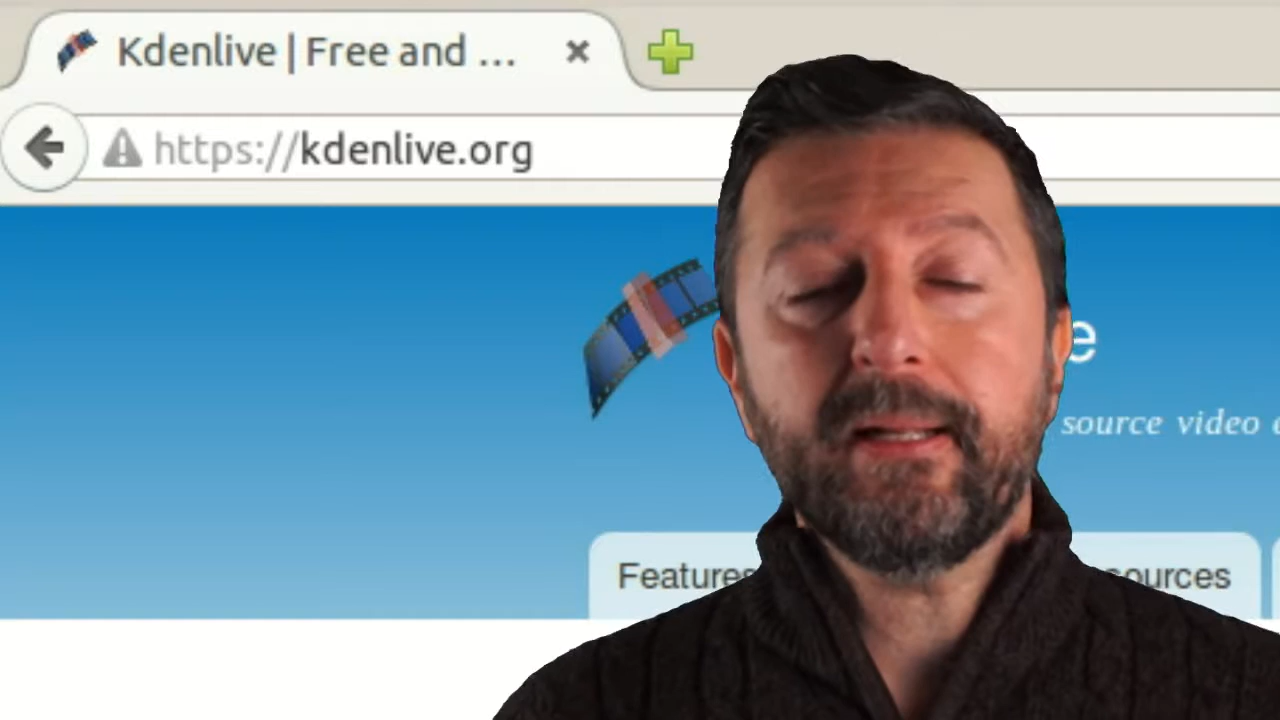 Kdenlive | Free and ...
https://kdenlive.org
e
source video
Features
sources